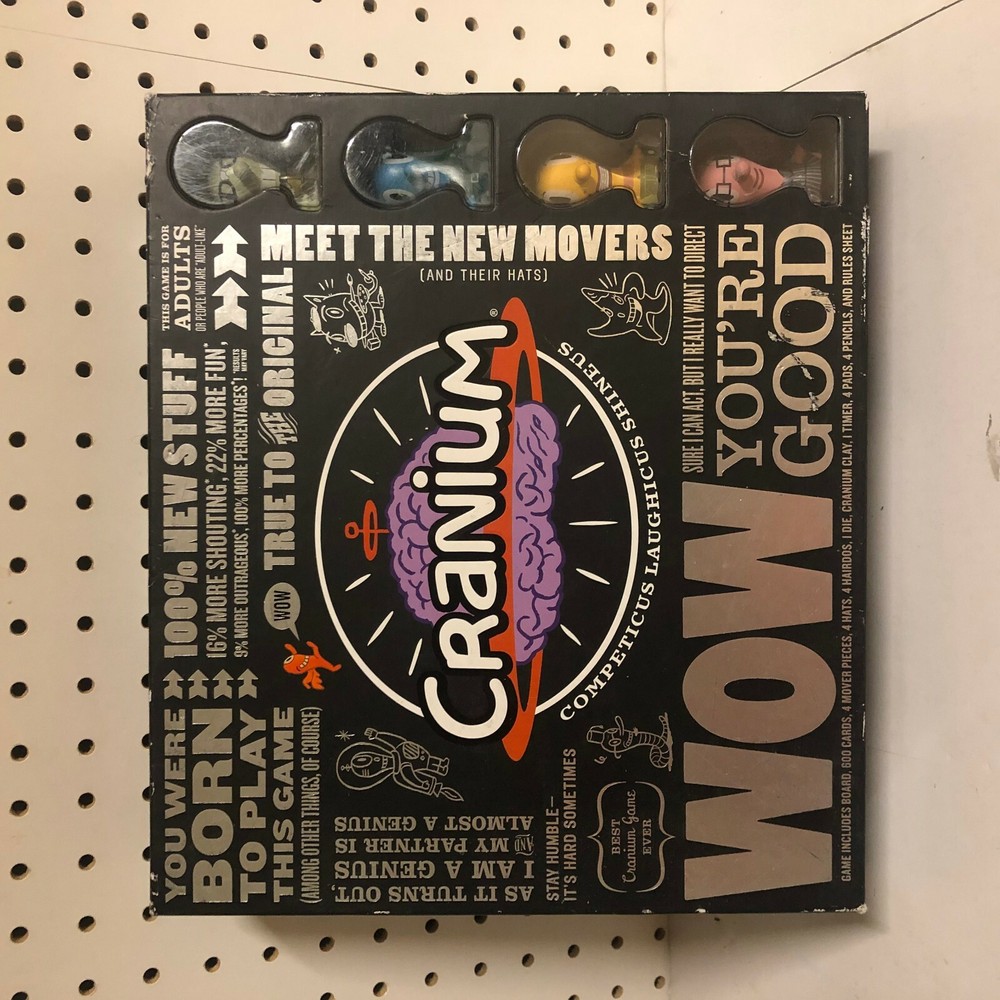 YOU WERE
BORN
TO PLAY
THIS GAME
(AMONG OTHER THINGS, OF COURSE)
100% NEW STUFF
16% MORE SHOUTING*, 22% MORE FUN*,
9% MORE OUTRAGEOUS*, 100% MORE PERCENTAGES*!
*RESULTS
MAY VARY
THIS GAME IS FOR
ADULTS
OR PEOPLE WHO ARE "ADULT-LIKE"
WOW
TRUE TO THE ORIGINAL
MEET THE NEW MOVERS
(AND THEIR HATS)
CRANIUM®
COMPETICUS LAUGHICUS SHINEUS
AS IT TURNS OUT,
I AM A GENIUS
AND MY PARTNER IS
ALMOST A GENIUS
STAY HUMBLE—
IT'S HARD SOMETIMES
BEST
Cranium Game
EVER
SURE I CAN ACT, BUT I REALLY WANT TO DIRECT
WOW
YOU'RE
GOOD
GAME INCLUDES BOARD, 600 CARDS, 4 MOVER PIECES, 4 HATS, 4 HAIRDOS, 1 DIE, CRANIUM CLAY, 1 TIMER, 4 PADS, 4 PENCILS, AND RULES SHEET